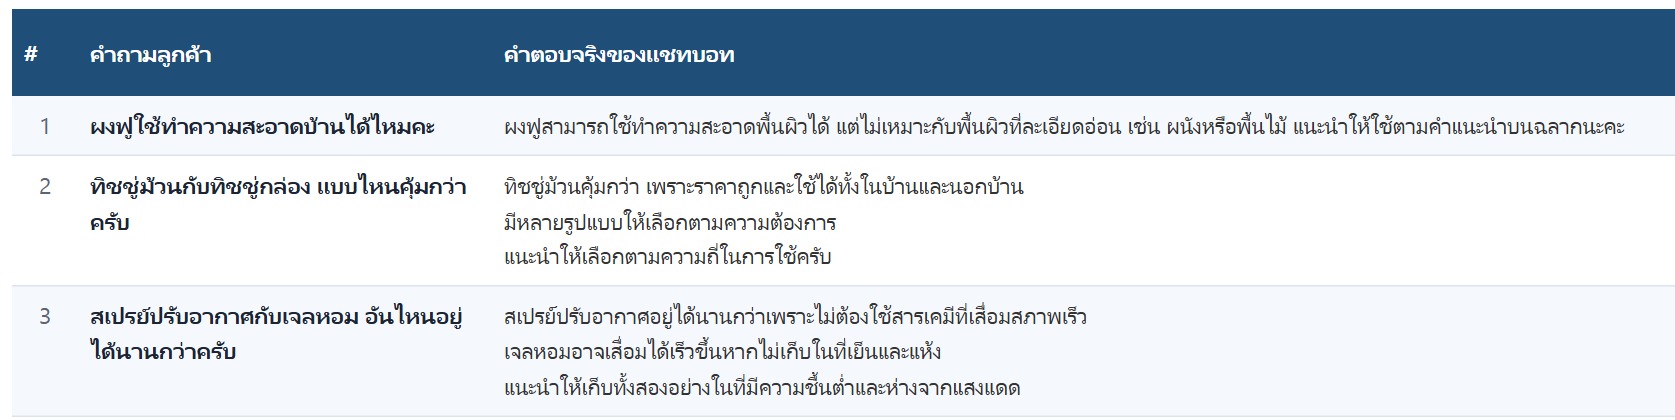 # คำถามลูกค้า คำตอบจริงของแชทบอท
1 ผงฟูใช้ทำความสะอาดบ้านได้ไหมคะ ผงฟูสามารถใช้ทำความสะอาดพื้นผิวได้ แต่ไม่เหมาะกับพื้นผิวที่ละเอียดอ่อน เช่น ผนังหรือพื้นไม้ แนะนำให้ใช้ตามคำแนะนำบนฉลากนะคะ
2 ทิชชู่ม้วนกับทิชชู่กล่อง แบบไหนคุ้มกว่า
ครับ
ทิชชู่ม้วนคุ้มกว่า เพราะราคาถูกและใช้ได้ทั้งในบ้านและนอกบ้าน
มีหลายรูปแบบให้เลือกตามความต้องการ
แนะนำให้เลือกตามความถี่ในการใช้ครับ
3 สเปรย์ปรับอากาศกับเจลหอม อันไหนอยู่
ได้นานกว่าครับ
สเปรย์ปรับอากาศอยู่ได้นานกว่าเพราะไม่ต้องใช้สารเคมีที่เสื่อมสภาพเร็ว
เจลหอมอาจเสื่อมได้เร็วขึ้นหากไม่เก็บในที่เย็นและแห้ง
แนะนำให้เก็บทั้งสองอย่างในที่มีความชื้นต่ำและห่างจากแสงแดด